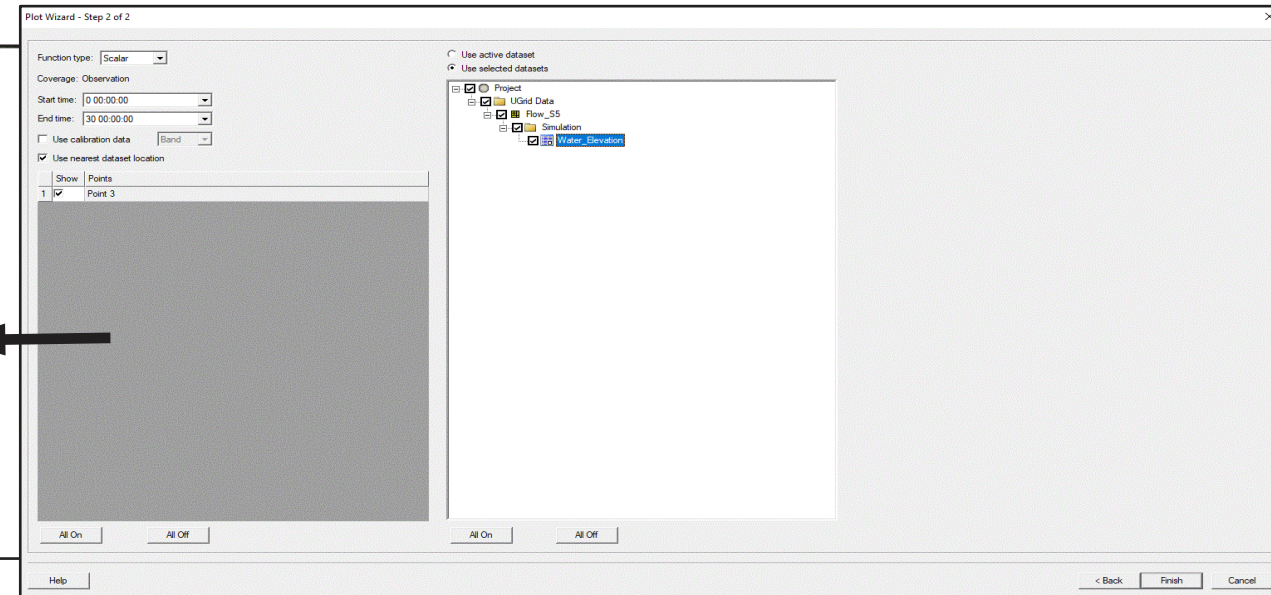 Plot Wizard - Step 2 of 2
Function type: Scalar
Coverage: Observation
Start time: 0 00:00:00
End time: 30 00:00:00
Use calibration data Band
Use nearest dataset location
Show Points
1 Point 3
All On All Off
Use active dataset
Use selected datasets
Project
UGrid Data
Flow_S5
Simulation
Water_Elevation
All On All Off
Help < Back Finish Cancel